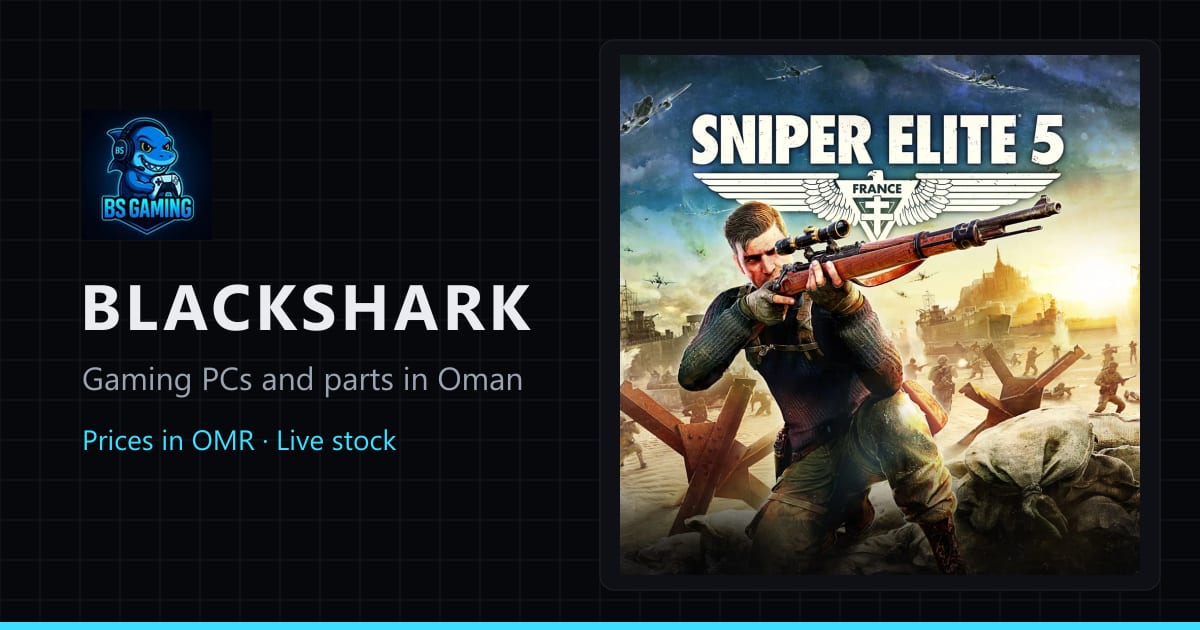 BS
BS GAMING
BLACKSHARK
Gaming PCs and parts in Oman
Prices in OMR · Live stock
SNIPER ELITE 5
FRANCE